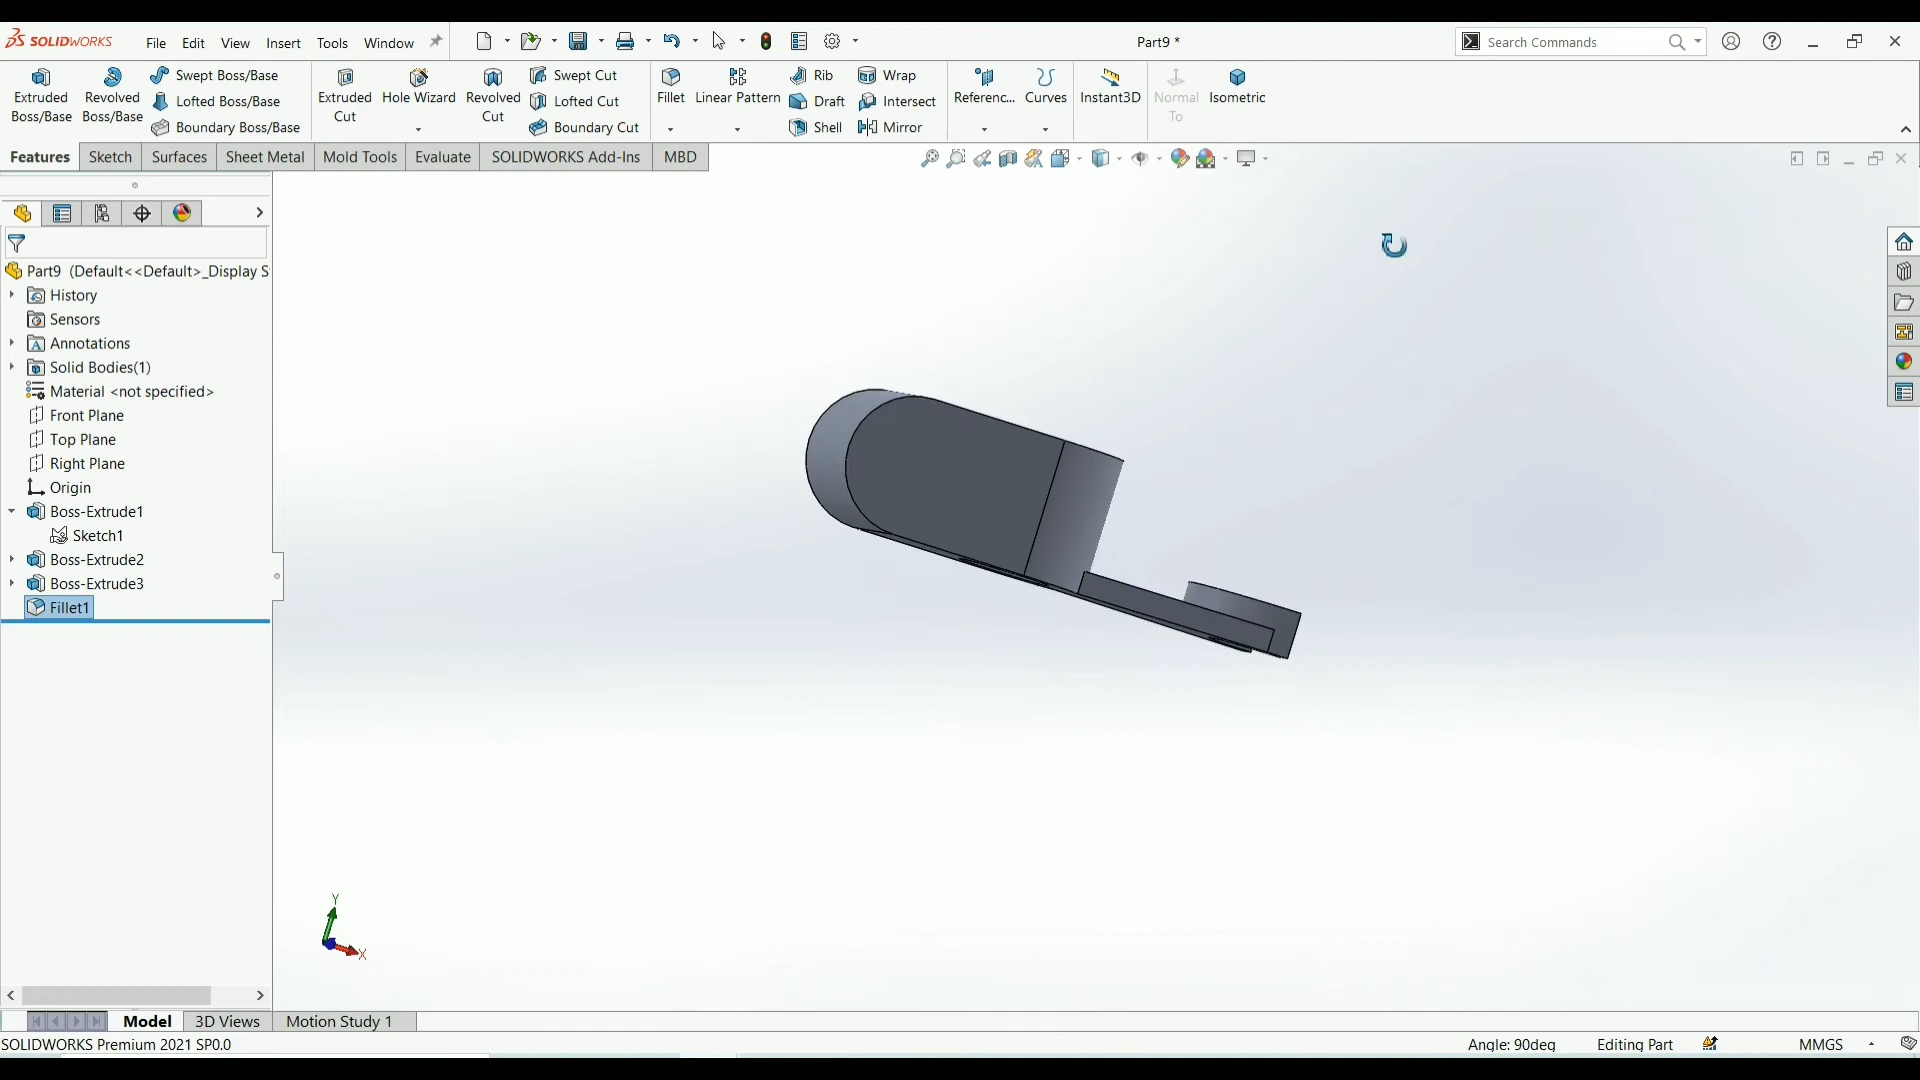 SOLIDWORKS File Edit View Insert Tools Window Part9 * Search Commands
Extruded Boss/Base
Revolved Boss/Base
Swept Boss/Base
Lofted Boss/Base
Boundary Boss/Base
Extruded Cut
Hole Wizard
Revolved Cut
Swept Cut
Lofted Cut
Boundary Cut
Fillet
Linear Pattern
Rib
Draft
Shell
Wrap
Intersect
Mirror
Referenc...
Curves
Instant3D
Normal To
Isometric
Features Sketch Surfaces Sheet Metal Mold Tools Evaluate SOLIDWORKS Add-Ins MBD
Part9 (Default<<Default>_Display S
History
Sensors
Annotations
Solid Bodies(1)
Material <not specified>
Front Plane
Top Plane
Right Plane
Origin
Boss-Extrude1
Sketch1
Boss-Extrude2
Boss-Extrude3
Fillet1
Y
X
Model 3D Views Motion Study 1
SOLIDWORKS Premium 2021 SP0.0 Angle: 90deg Editing Part MMGS